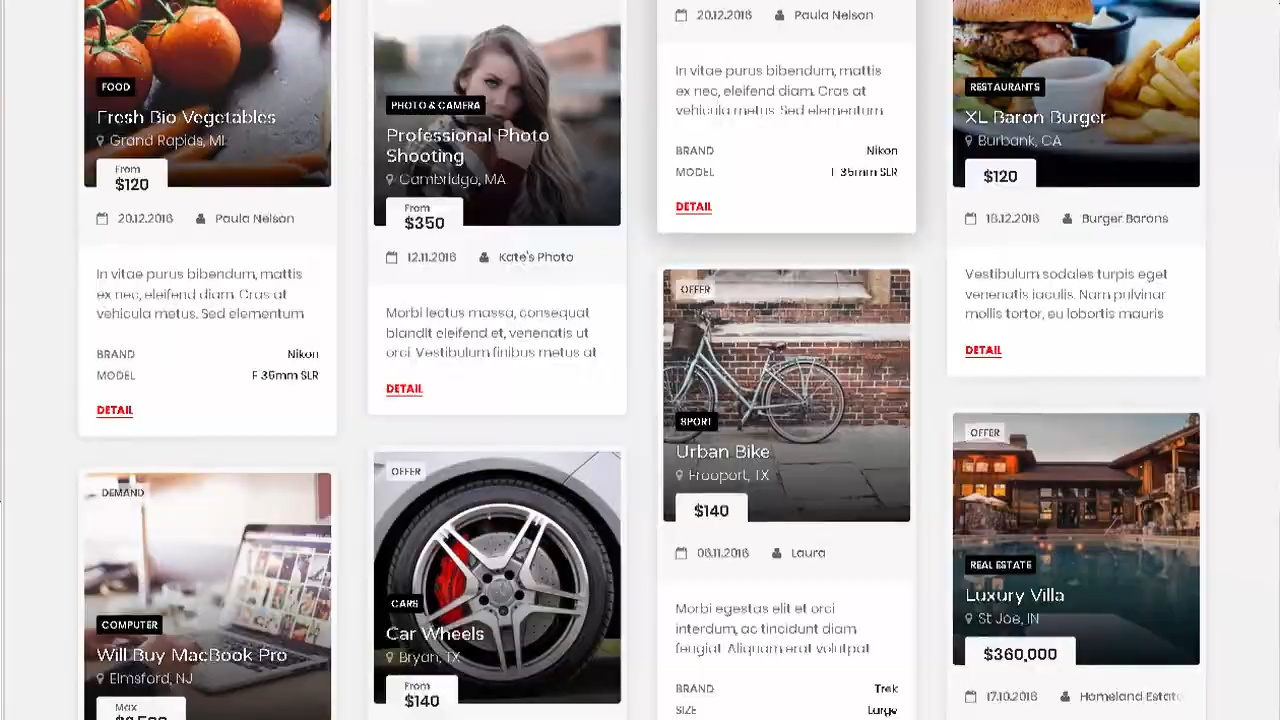 FOOD
Fresh Bio Vegetables
Grand Rapids, MI
From
$120
20.12.2016 Paula Nelson
In vitae purus bibendum, mattis
ex nec, eleifend diam. Cras at
vehicula metus. Sed elementum
BRAND Nikon
MODEL F 35mm SLR
DETAIL
DEMAND
COMPUTER
Will Buy MacBook Pro
Elmsford, NJ
Max
PHOTO & CAMERA
Professional Photo
Shooting
Cambridge, MA
From
$350
12.11.2016 Kate's Photo
Morbi lectus massa, consequat
blandit eleifend et, venenatis ut
orci. Vestibulum finibus metus at
DETAIL
OFFER
CARS
Car Wheels
Bryan, TX
From
$140
20.12.2016 Paula Nelson
In vitae purus bibendum, mattis
ex nec, eleifend diam. Cras at
vehicula metus. Sed elementum
BRAND Nikon
MODEL F 35mm SLR
DETAIL
OFFER
SPORT
Urban Bike
Freeport, TX
$140
08.11.2016 Laura
Morbi egestas elit et orci
interdum, ac tincidunt diam
feugiat. Aliquam erat volutpat
BRAND Trek
SIZE Large
RESTAURANTS
XL Baron Burger
Burbank, CA
$120
18.12.2016 Burger Barons
Vestibulum sodales turpis eget
venenatis iaculis. Nam pulvinar
mollis tortor, eu lobortis mauris
DETAIL
OFFER
REAL ESTATE
Luxury Villa
St Joe, IN
$360,000
17.10.2016 Homeland Estate